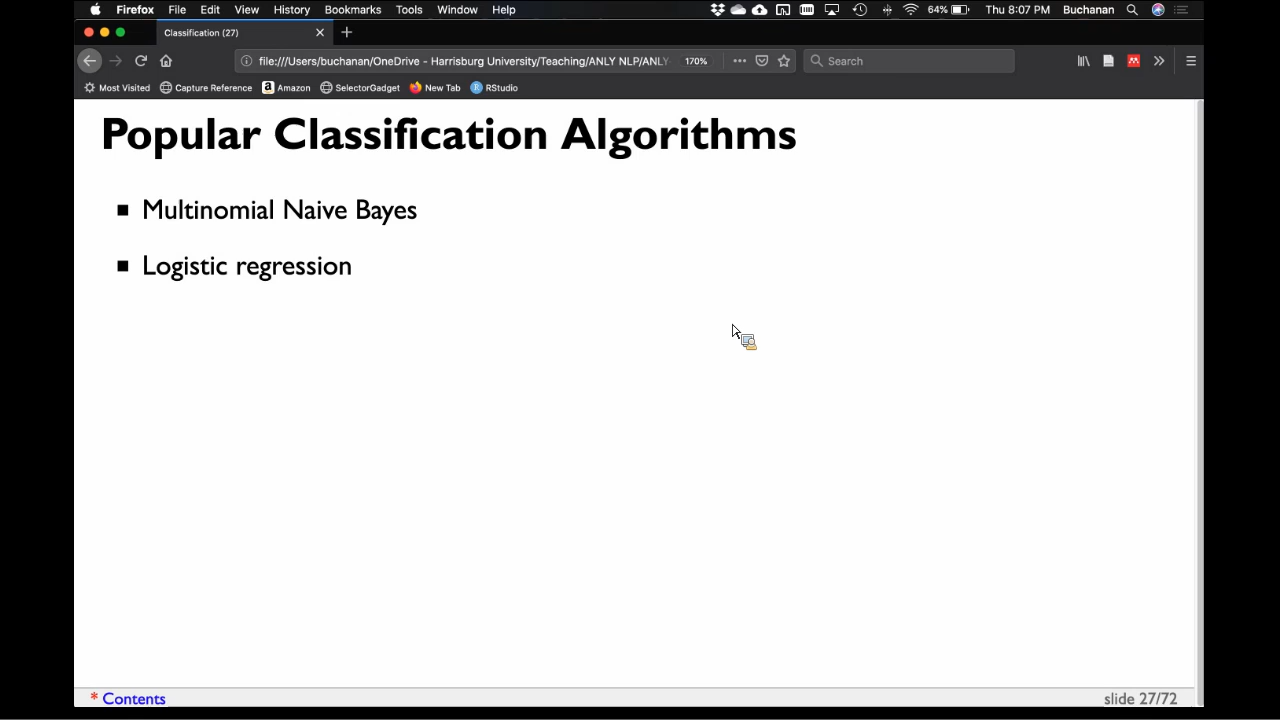 Firefox File Edit View History Bookmarks Tools Window Help 64% Thu 8:07 PM Buchanan
Classification (27)
file:///Users/buchanan/OneDrive - Harrisburg University/Teaching/ANLY NLP/ANLY 170% Search
Most Visited Capture Reference Amazon SelectorGadget New Tab RStudio
Popular Classification Algorithms
Multinomial Naive Bayes
Logistic regression
* Contents slide 27/72